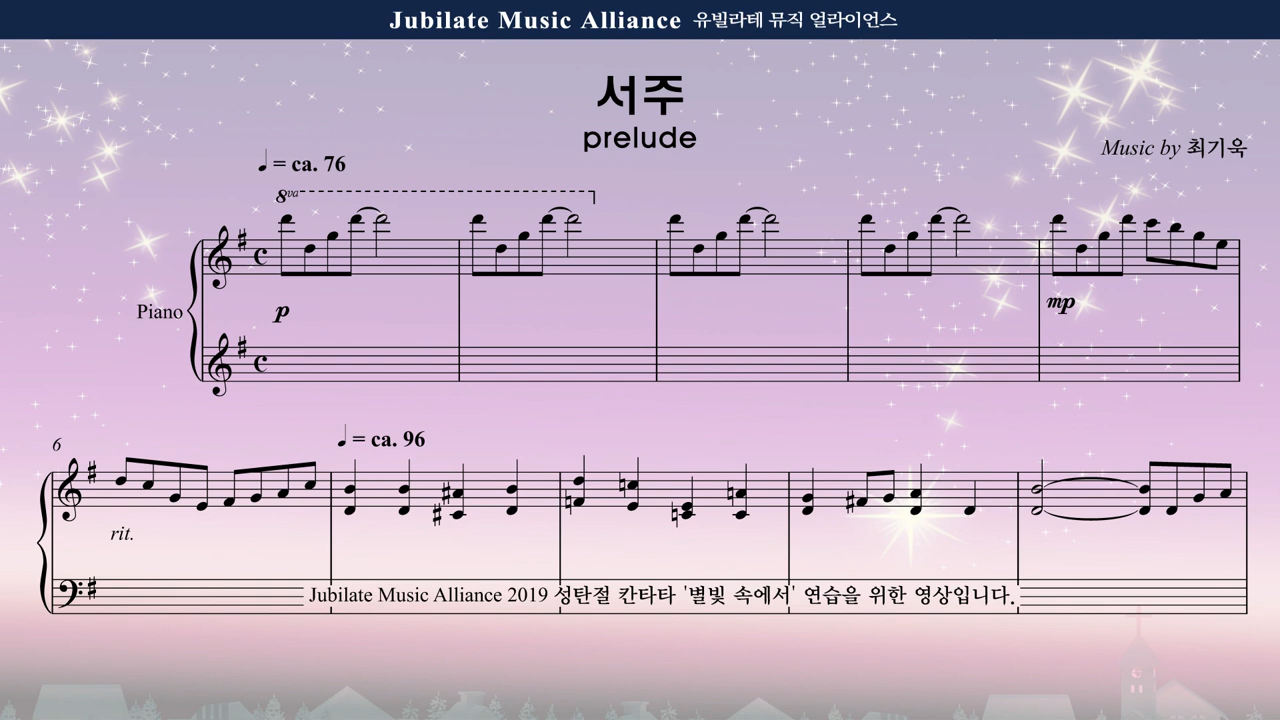 Jubilate Music Alliance 유빌라테 뮤직 얼라이언스
서주
prelude
Music by 최기욱
♩ = ca. 76
8va
Piano
p
mp
6
♩ = ca. 96
rit.
Jubilate Music Alliance 2019 성탄절 칸타타 '별빛 속에서' 연습을 위한 영상입니다.